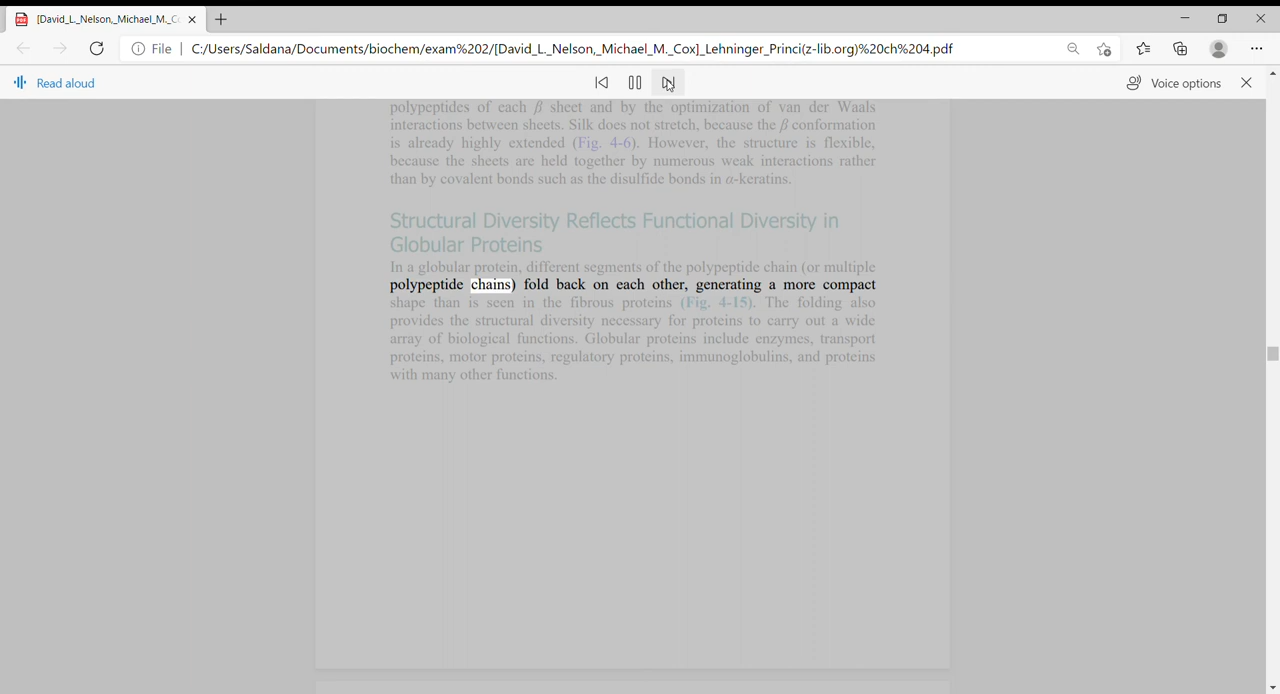 [David_L._Nelson,_Michael_M._C
File
C:/Users/Saldana/Documents/biochem/exam%202/[David_L._Nelson,_Michael_M._Cox]_Lehninger_Princi(z-lib.org)%20ch%204.pdf
Read aloud
Voice options
polypeptides of each β sheet and by the optimization of van der Waals
interactions between sheets. Silk does not stretch, because the β conformation
is already highly extended (Fig. 4-6). However, the structure is flexible,
because the sheets are held together by numerous weak interactions rather
than by covalent bonds such as the disulfide bonds in α-keratins.
Structural Diversity Reflects Functional Diversity in
Globular Proteins
In a globular protein, different segments of the polypeptide chain (or multiple
polypeptide chains) fold back on each other, generating a more compact
shape than is seen in the fibrous proteins (Fig. 4-15). The folding also
provides the structural diversity necessary for proteins to carry out a wide
array of biological functions. Globular proteins include enzymes, transport
proteins, motor proteins, regulatory proteins, immunoglobulins, and proteins
with many other functions.